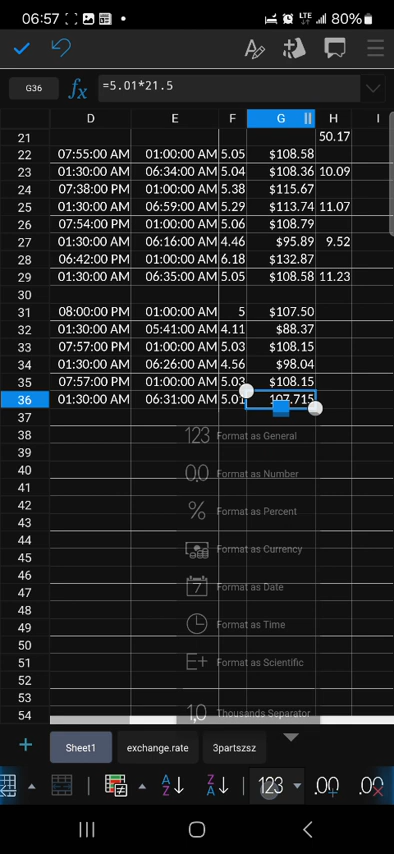 06:57 LTE 80%
G36 fx =5.01*21.5
D E F G H I
21 50.17
22 07:55:00 AM 01:00:00 AM 5.05 $108.58
23 01:30:00 AM 06:34:00 AM 5.04 $108.36 10.09
24 07:38:00 PM 01:00:00 AM 5.38 $115.67
25 01:30:00 AM 06:59:00 AM 5.29 $113.74 11.07
26 07:54:00 PM 01:00:00 AM 5.06 $108.79
27 01:30:00 AM 06:16:00 AM 4.46 $95.89 9.52
28 06:42:00 PM 01:00:00 AM 6.18 $132.87
29 01:30:00 AM 06:35:00 AM 5.05 $108.58 11.23
30
31 08:00:00 PM 01:00:00 AM 5 $107.50
32 01:30:00 AM 05:41:00 AM 4.11 $88.37
33 07:57:00 PM 01:00:00 AM 5.03 $108.15
34 01:30:00 AM 06:26:00 AM 4.56 $98.04
35 07:57:00 PM 01:00:00 AM 5.03 $108.15
36 01:30:00 AM 06:31:00 AM 5.01 107.715
37
38 123 Format as General
39
40 0.0 Format as Number
41
42 % Format as Percent
43
44 Format as Currency
45
46
47 7 Format as Date
48
49 Format as Time
50
51 E+ Format as Scientific
52
53
54 1,0 Thousands Separator
+ Sheet1 exchange.rate 3partszsz
A Z Z A 123 .00 .00